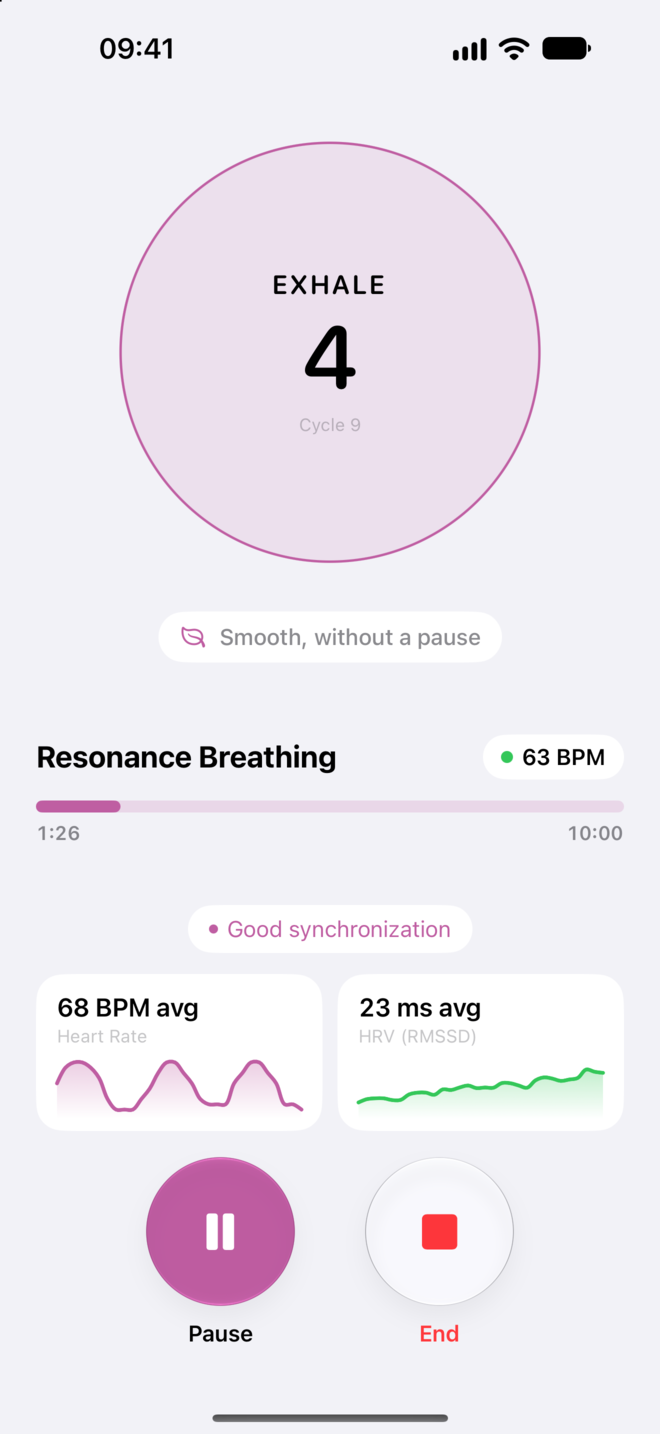 09:41
EXHALE
4
Cycle 9
Smooth, without a pause
Resonance Breathing
63 BPM
1:26
10:00
Good synchronization
68 BPM avg
Heart Rate
23 ms avg
HRV (RMSSD)
Pause
End